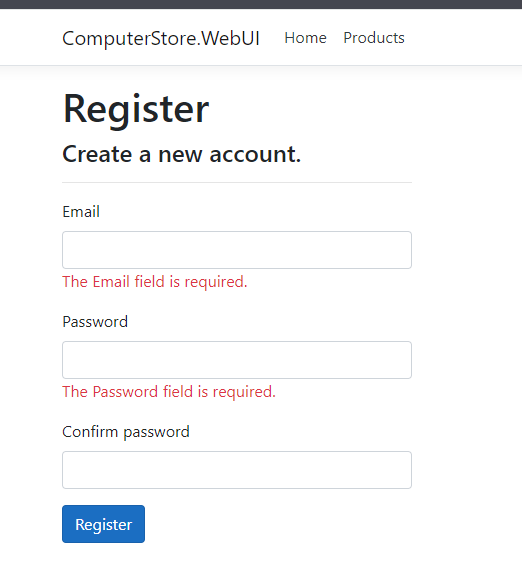 ComputerStore.WebUI Home Products
Register
Create a new account.
Email
The Email field is required.
Password
The Password field is required.
Confirm password
Register